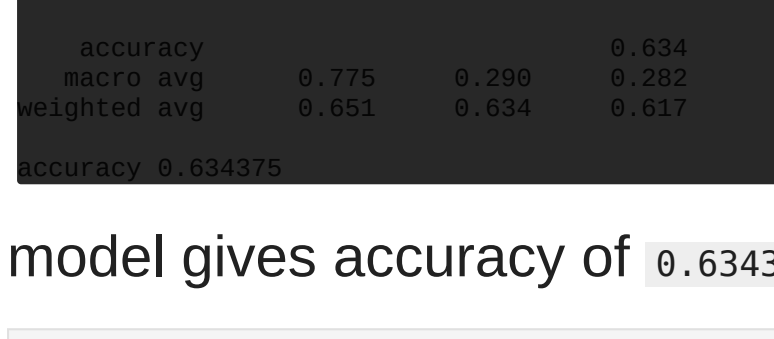 accuracy 0.634
macro avg 0.775 0.290 0.282
weighted avg 0.651 0.634 0.617
accuracy 0.634375
model gives accuracy of 0.6343